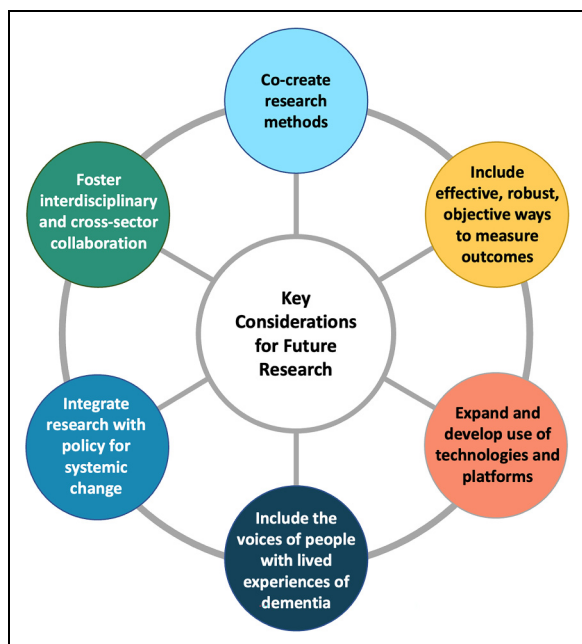 Co-create
research
methods
Include
effective, robust,
objective ways
to measure
outcomes
Expand and
develop use of
technologies and
platforms
Include the
voices of people
with lived
experiences of
dementia
Integrate
research with
policy for
systemic
change
Foster
interdisciplinary
and cross-sector
collaboration
Key
Considerations
for Future
Research